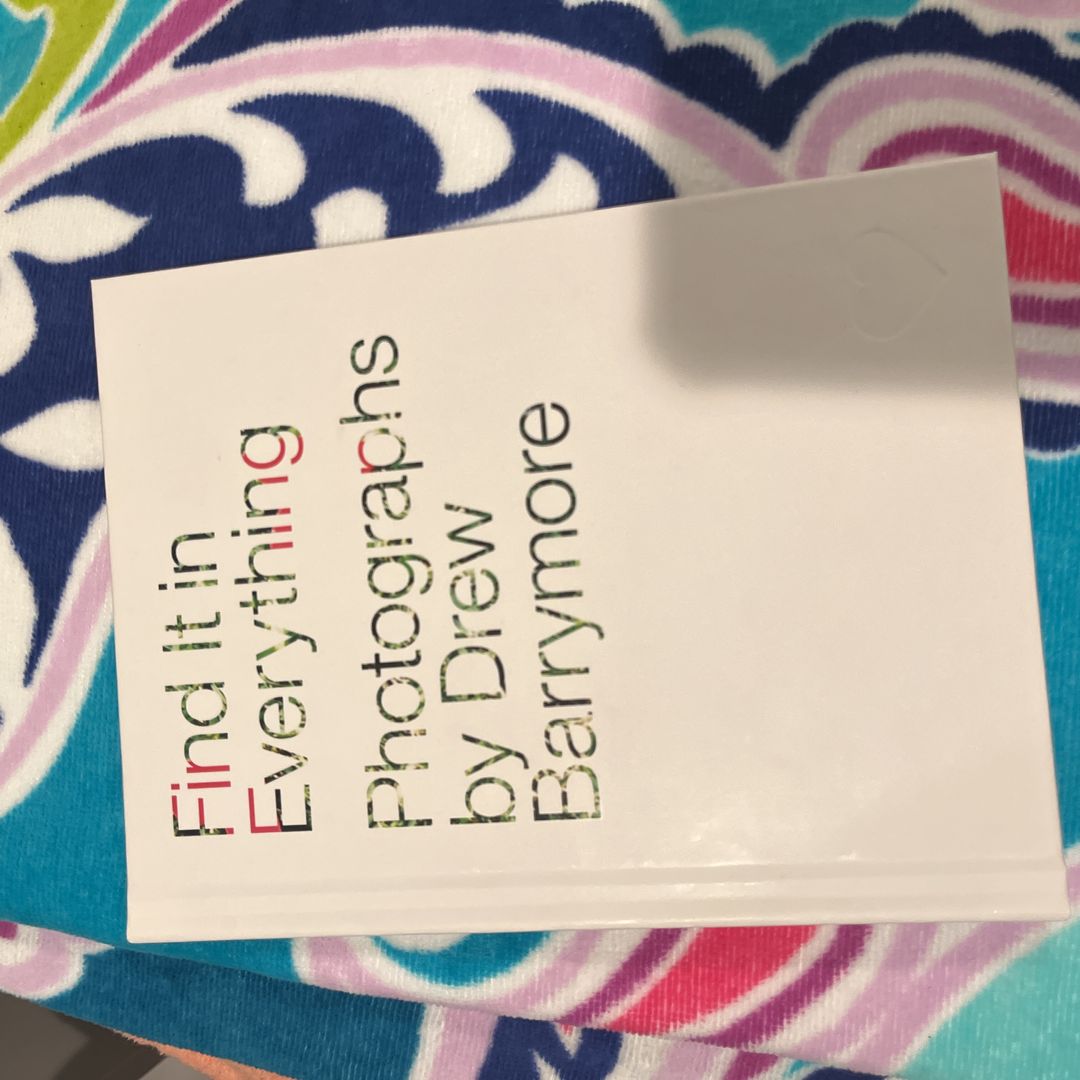 Find It in
Everything
Photographs
by Drew
Barrymore